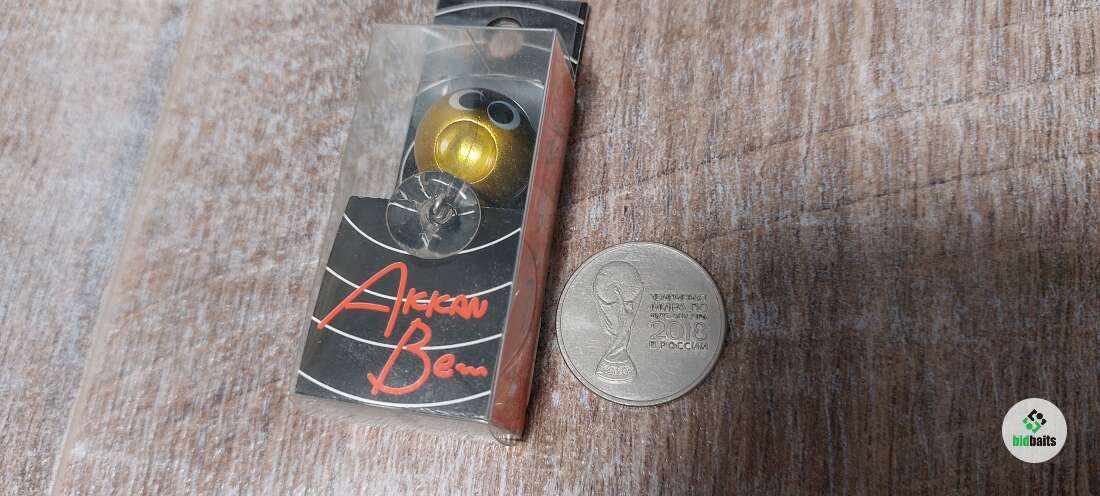 AKKAN
Be
ЧЕМПИОНАТ
МИРА ПО
ФУТБОЛУ FIFA
2018
В РОССИИ
bidbaits